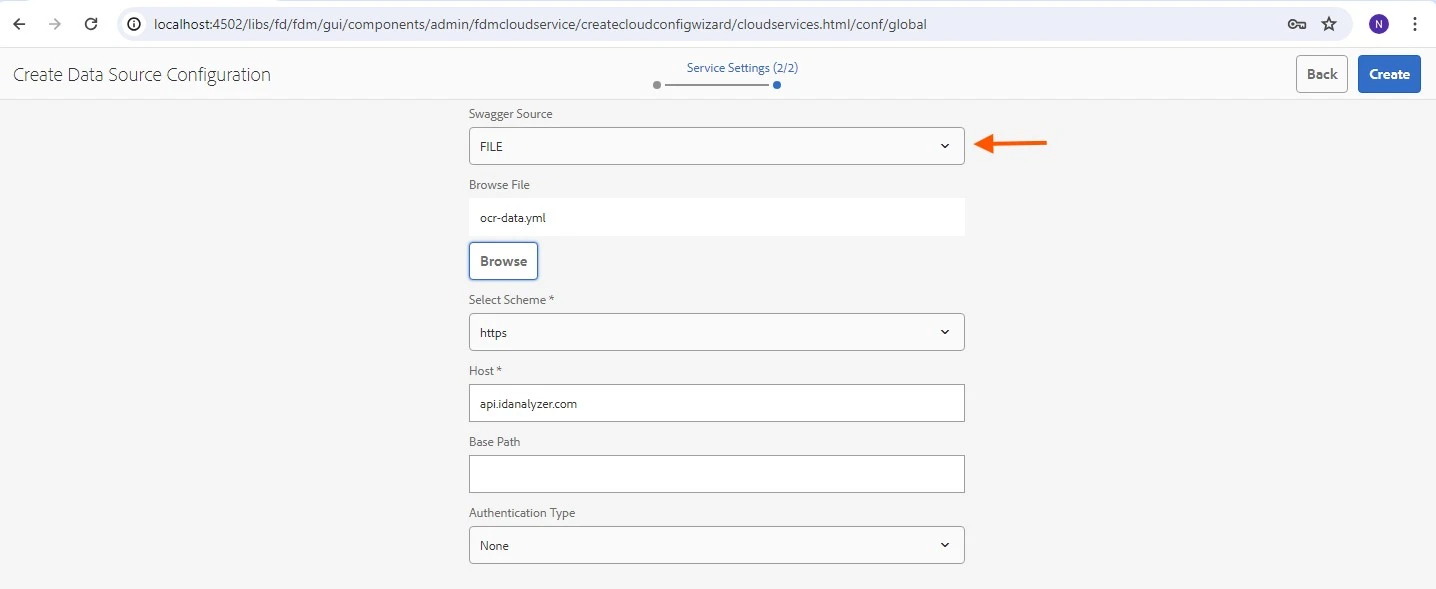 localhost:4502/libs/fd/fdm/gui/components/admin/fdmcloudservice/createcloudconfigwizard/cloudservices.html/conf/global
N
Create Data Source Configuration
Service Settings (2/2)
Back
Create
Swagger Source
FILE
Browse File
ocr-data.yml
Browse
Select Scheme *
https
Host *
api.idanalyzer.com
Base Path
Authentication Type
None